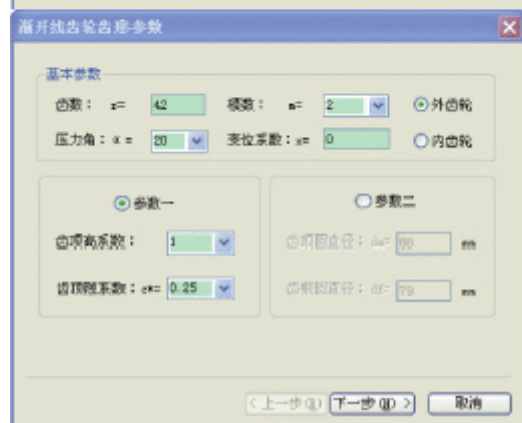 渐开线齿轮齿形参数
基本参数
齿数： z= 42 模数： m= 2 外齿轮
压力角：α= 20 变位系数：x= 0 内齿轮
参数一
齿顶高系数： 1
齿顶隙系数：c*= 0.25
参数二
齿顶圆直径：da= mm
齿根圆直径：df= 79 mm
<上一步(B) 下一步(N) > 取消